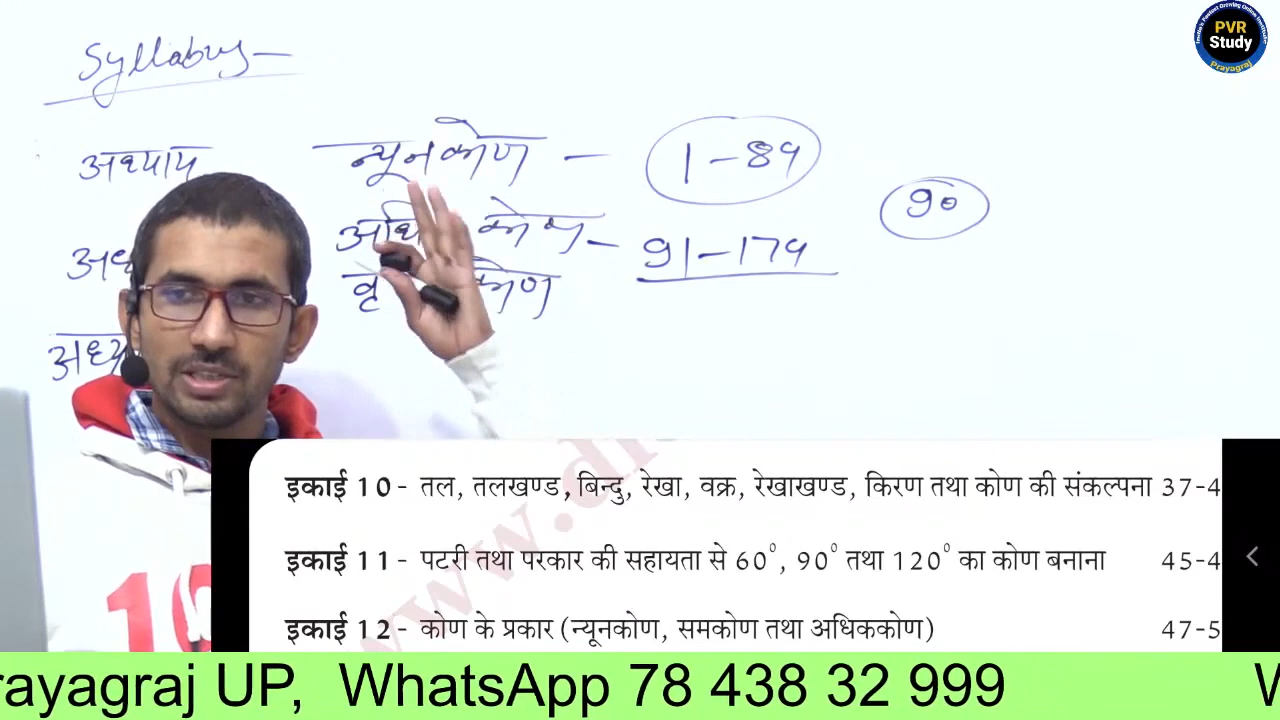 Syllabus -
PVR
Study
Prayagraj
अध्याय न्यूनकोण - 1-89
90
कोण - 91-179
वृ कोण
अध्य
इकाई 10 - तल, तलखण्ड, बिन्दु, रेखा, वक्र, रेखाखण्ड, किरण तथा कोण की संकल्पना 37-4
इकाई 11 - पटरी तथा परकार की सहायता से 60°, 90° तथा 120° का कोण बनाना 45-4
इकाई 12 - कोण के प्रकार (न्यूनकोण, समकोण तथा अधिककोण) 47-5
rayagraj UP, WhatsApp 78 438 32 999